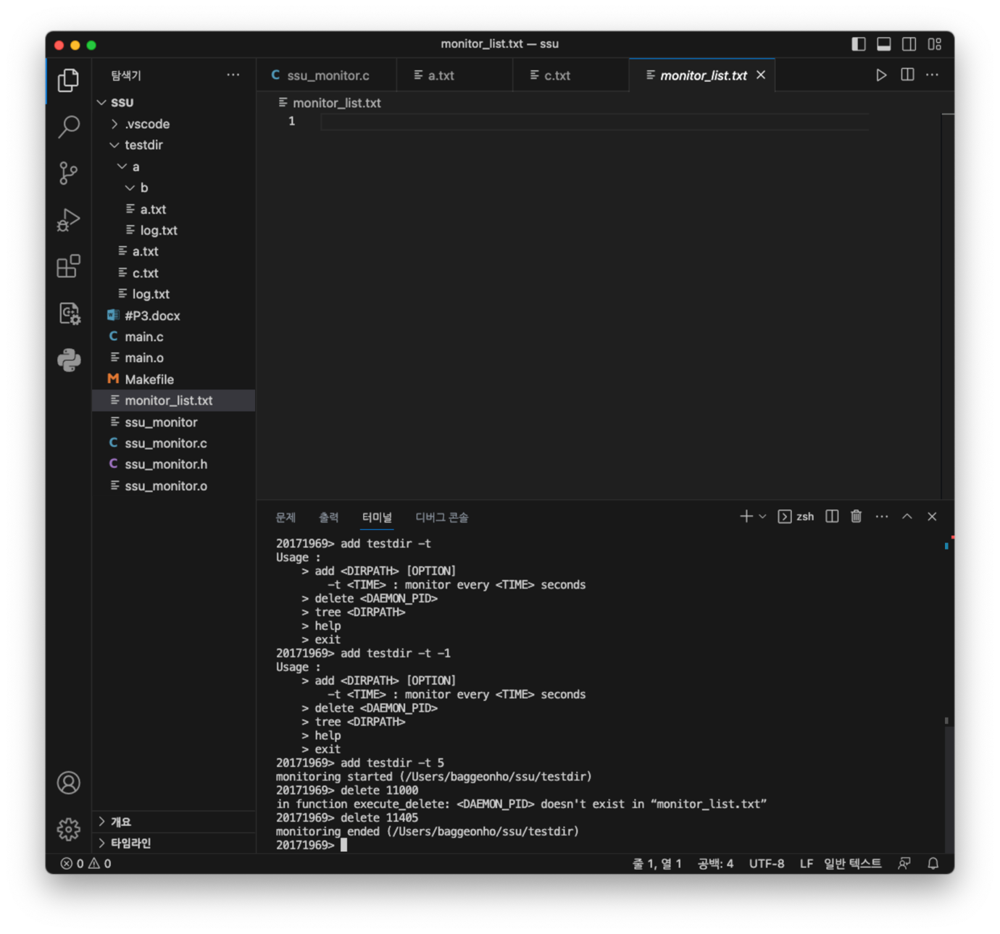 monitor_list.txt — ssu
탐색기
SSU
.vscode
testdir
a
b
a.txt
log.txt
a.txt
c.txt
log.txt
#P3.docx
main.c
main.o
Makefile
monitor_list.txt
ssu_monitor
ssu_monitor.c
ssu_monitor.h
ssu_monitor.o
개요
타임라인
ssu_monitor.c
a.txt
c.txt
monitor_list.txt
monitor_list.txt
1
문제 출력 터미널 디버그 콘솔
zsh
20171969> add testdir -t
Usage :
> add <DIRPATH> [OPTION]
-t <TIME> : monitor every <TIME> seconds
> delete <DAEMON_PID>
> tree <DIRPATH>
> help
> exit
20171969> add testdir -t -1
Usage :
> add <DIRPATH> [OPTION]
-t <TIME> : monitor every <TIME> seconds
> delete <DAEMON_PID>
> tree <DIRPATH>
> help
> exit
20171969> add testdir -t 5
monitoring started (/Users/baggeonho/ssu/testdir)
20171969> delete 11000
in function execute_delete: <DAEMON_PID> doesn't exist in “monitor_list.txt”
20171969> delete 11405
monitoring ended (/Users/baggeonho/ssu/testdir)
20171969>
0 0
줄 1, 열 1 공백: 4 UTF-8 LF 일반 텍스트